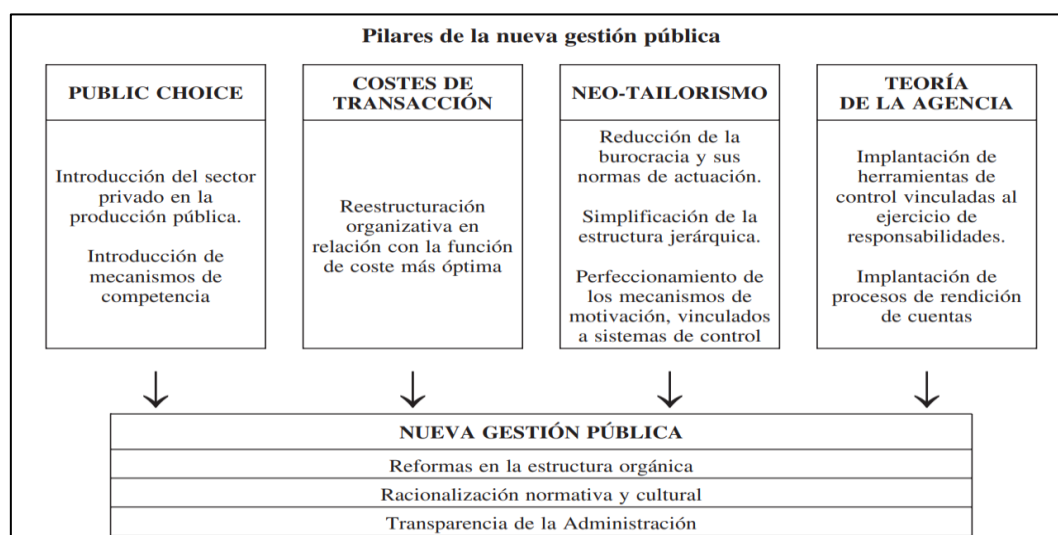 Pilares de la nueva gestión pública
PUBLIC CHOICE
Introducción del sector
privado en la
producción pública.
Introducción de
mecanismos de
competencia
COSTES DE
TRANSACCIÓN
Reestructuración
organizativa en
relación con la función
de coste más óptima
NEO-TAILORISMO
Reducción de la
burocracia y sus
normas de actuación.
Simplificación de la
estructura jerárquica.
Perfeccionamiento de
los mecanismos de
motivación, vinculados
a sistemas de control
TEORÍA
DE LA AGENCIA
Implantación de
herramientas de
control vinculadas al
ejercicio de
responsabilidades.
Implantación de
procesos de rendición
de cuentas
NUEVA GESTIÓN PÚBLICA
Reformas en la estructura orgánica
Racionalización normativa y cultural
Transparencia de la Administración